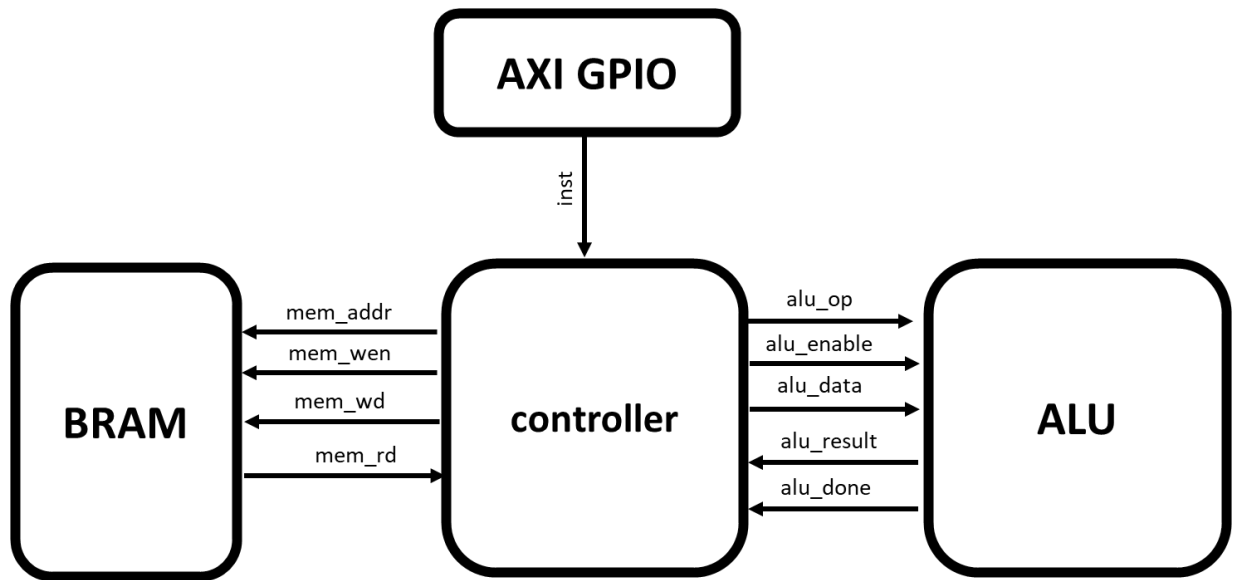 AXI GPIO
inst
mem_addr
mem_wen
mem_wd
mem_rd
BRAM
controller
alu_op
alu_enable
alu_data
alu_result
alu_done
ALU